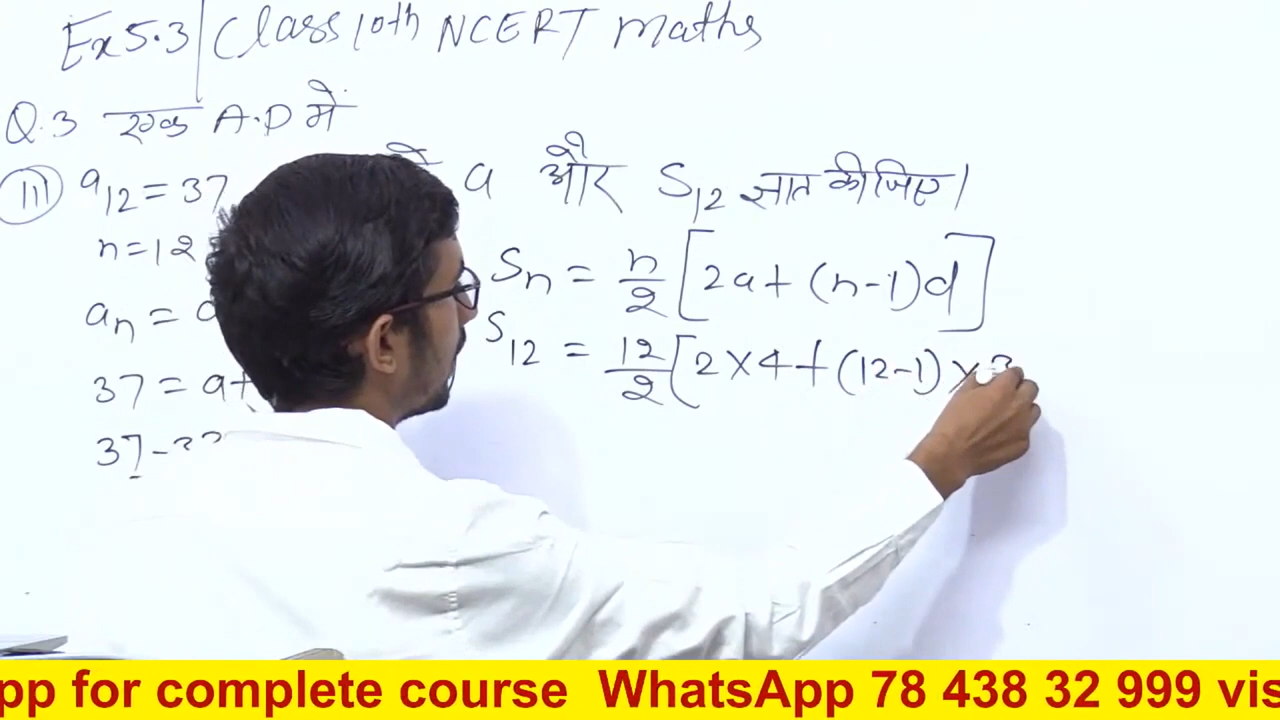 Ex 5.3 | Class 10th NCERT maths
Q.3 एक A.P में
(III) a₁₂ = 37 a और S₁₂ ज्ञात कीजिए।
n = 12
aₙ = a
37 = a+
37 - 33
Sₙ = n/2 [2a + (n-1)d]
S₁₂ = 12/2 [2 × 4 + (12-1) × 3
pp for complete course WhatsApp 78 438 32 999 vis